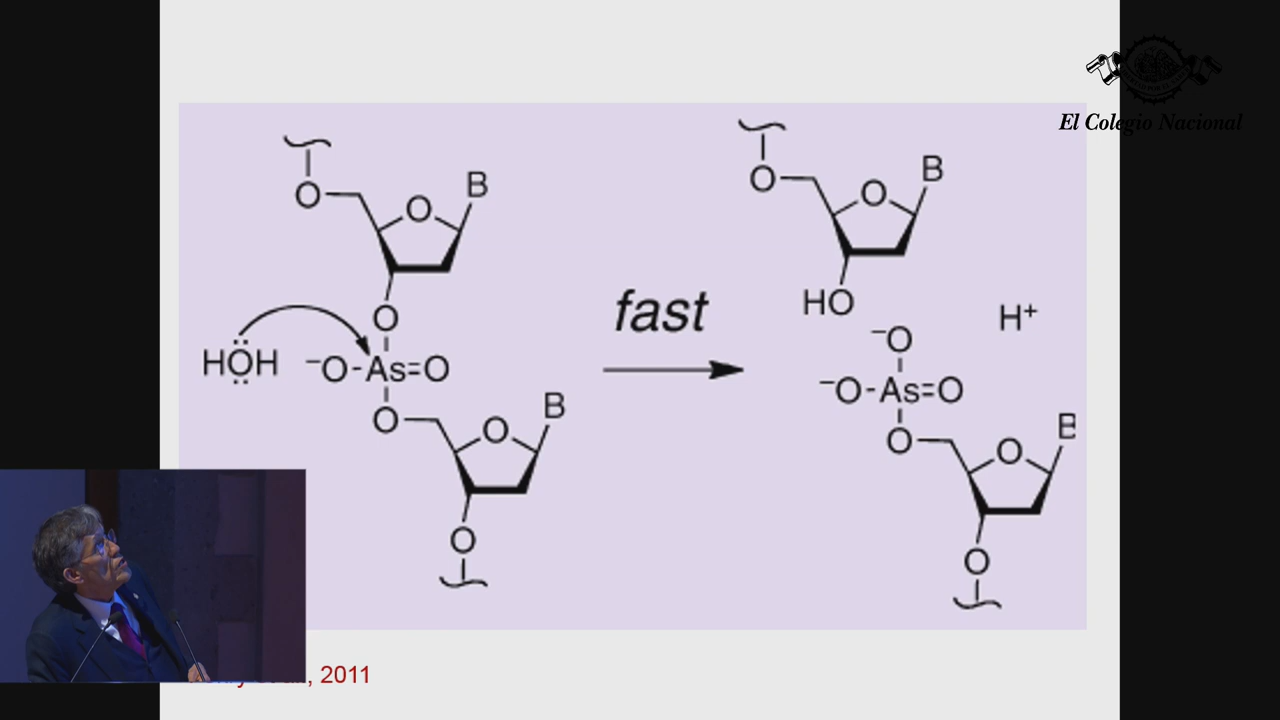 El Colegio Nacional
O
O
B
O
HÖH
⁻O-As=O
O
O
B
O
fast
O
O
B
HO
H⁺
⁻O
⁻O-As=O
O
O
B
O
, 2011